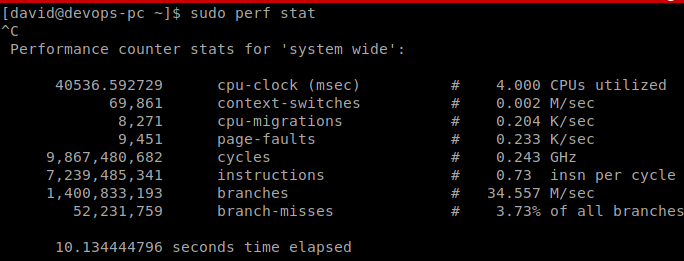 [david@devops-pc ~]$ sudo perf stat
^C
Performance counter stats for 'system wide':
40536.592729 cpu-clock (msec) # 4.000 CPUs utilized
69,861 context-switches # 0.002 M/sec
8,271 cpu-migrations # 0.204 K/sec
9,451 page-faults # 0.233 K/sec
9,867,480,682 cycles # 0.243 GHz
7,239,485,341 instructions # 0.73 insn per cycle
1,400,833,193 branches # 34.557 M/sec
52,231,759 branch-misses # 3.73% of all branches
10.134444796 seconds time elapsed